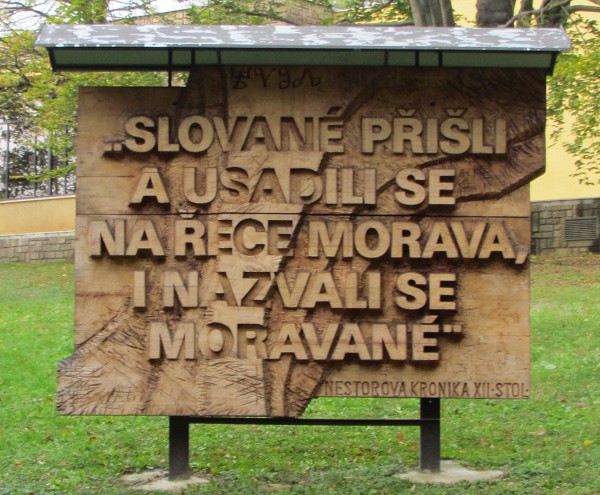 „SLOVANÉ PŘIŠLI
A USADILI SE
NA ŘECE MORAVA,
I NAZVALI SE
MORAVANÉ“
NESTOROVA KRONIKA XII·STOL·